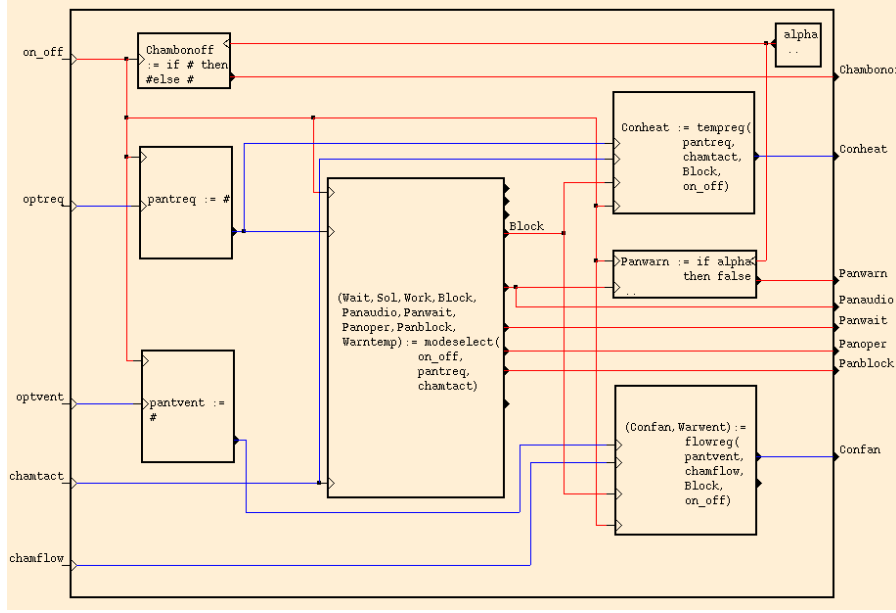 on_off
optreq
optvent
chamtact
chamflow
Chambonoff
:= if # then
#else #
alpha
..
pantreq := #
pantvent :=
#
(Wait, Sol, Work, Block,
Panaudio, Panwait,
Panoper, Panblock,
Warntemp) := modeselect(
on_off,
pantreq,
chamtact)
Block
Conheat := tempreg(
pantreq,
chamtact,
Block,
on_off)
Panwarn := if alpha
then false
..
(Confan, Warwent) :=
flowreg(
pantvent,
chamflow,
Block,
on_off)
Chambonof
Conheat
Panwarn
Panaudio
Panwait
Panoper
Panblock
Confan